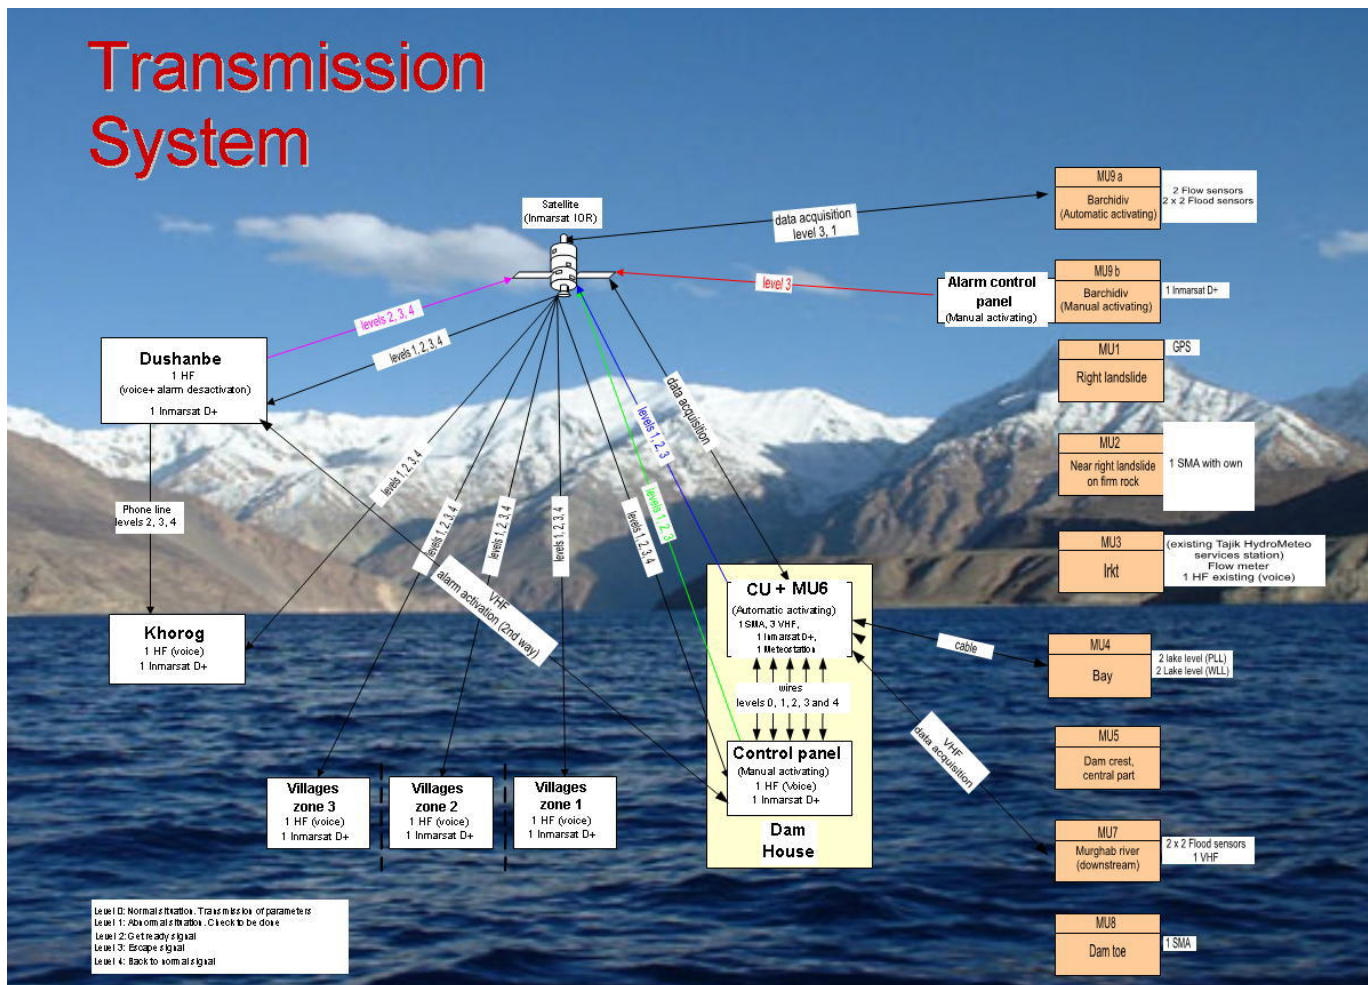 Transmission
System
Satellite
(Inmarsat IOR)
data acquisition
level 3, 1
MU9 a
Barchidiv
(Automatic activating)
2 Flow sensors
2 x 2 Flood sensors
level 3
Alarm control
panel
(Manual activating)
MU9 b
Barchidiv
(Manual activating)
1 Inmarsat D+
levels 2, 3, 4
levels 1, 2, 3, 4
Dushanbe
1 HF
(voice+ alarm desactivaton)
1 Inmarsat D+
MU1
Right landslide
GPS
data acquisition
levels 1, 2, 3
levels 1, 2, 3, 4
MU2
Near right landslide
on firm rock
1 SMA with own
Phone line
levels 2, 3, 4
levels 1, 2, 3, 4
levels 1, 2, 3, 4
levels 1, 2, 3, 4
levels 1, 2, 3, 4
levels 1, 2, 3
MU3
Irkt
(existing Tajik HydroMeteo
services station)
Flow meter
1 HF existing (voice)
VHF
alarm activation (2nd way)
CU + MU6
(Automatic activating)
1 SMA, 3 VHF,
1 Inmarsat D+,
1 Meteostation
Khorog
1 HF (voice)
1 Inmarsat D+
cable
MU4
Bay
2 lake level (PLL)
2 Lake level (WLL)
wires
levels 0, 1, 2, 3 and 4
VHF
data acquisition
MU5
Dam crest,
central part
Control panel
(Manual activating)
1 HF (Voice)
1 Inmarsat D+
Villages
zone 3
1 HF (voice)
1 Inmarsat D+
Villages
zone 2
1 HF (voice)
1 Inmarsat D+
Villages
zone 1
1 HF (voice)
1 Inmarsat D+
Dam
House
MU7
Murghab river
(downstream)
2 x 2 Flood sensors
1 VHF
Level 0: Normal situation. Transmission of parameters
Level 1: Abnormal situation. Check to be done
Level 2: Get ready signal
Level 3: Escape signal
Level 4: Back to normal signal
MU8
Dam toe
1 SMA